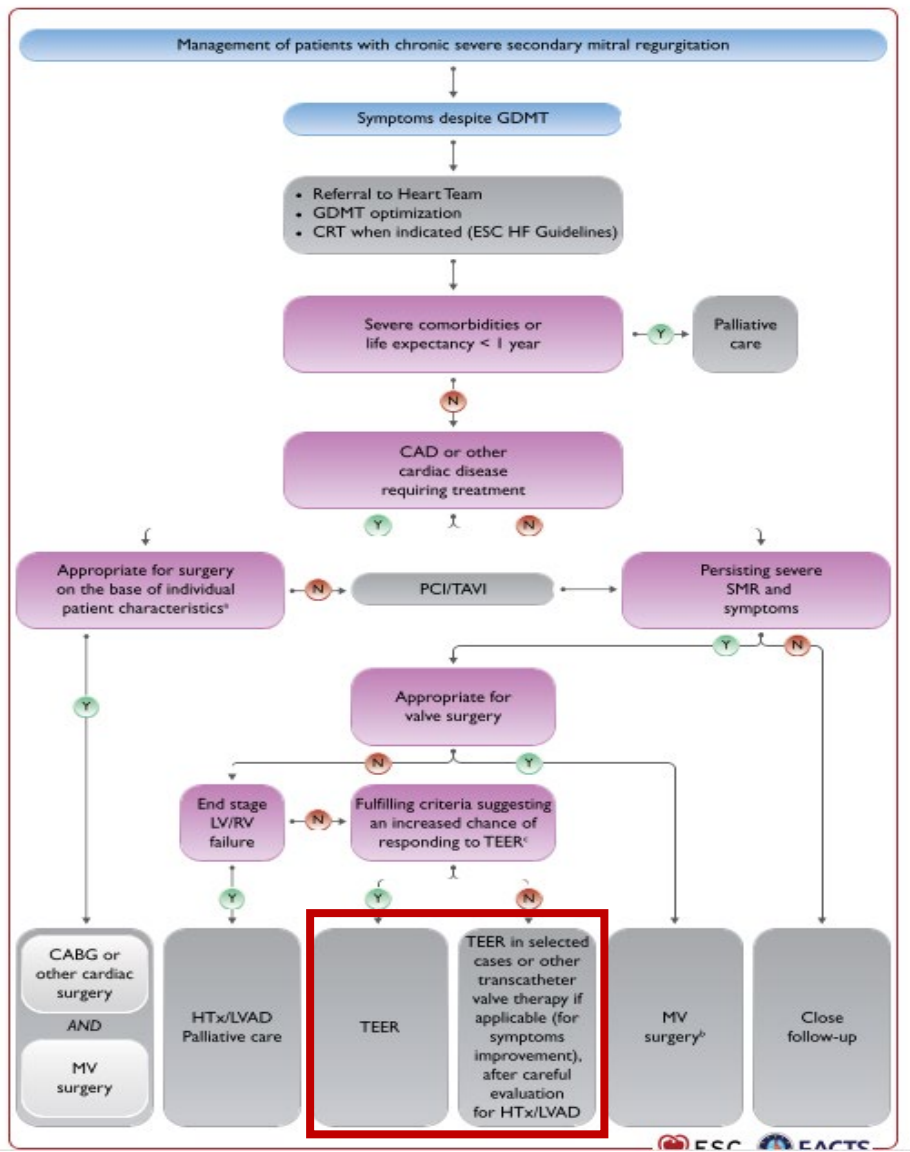 Management of patients with chronic severe secondary mitral regurgitation
Symptoms despite GDMT
• Referral to Heart Team
• GDMT optimization
• CRT when indicated (ESC HF Guidelines)
Severe comorbidities or
life expectancy < 1 year
Y
Palliative
care
N
CAD or other
cardiac disease
requiring treatment
Y
N
Appropriate for surgery
on the base of individual
patient characteristicsᵃ
N
PCI/TAVI
Persisting severe
SMR and
symptoms
Y
N
Y
Appropriate for
valve surgery
N
Y
End stage
LV/RV
failure
N
Fulfilling criteria suggesting
an increased chance of
responding to TEERᶜ
Y
Y
N
CABG or
other cardiac
surgery
AND
MV
surgery
HTx/LVAD
Palliative care
TEER
TEER in selected
cases or other
transcatheter
valve therapy if
applicable (for
symptoms
improvement),
after careful
evaluation
for HTx/LVAD
MV
surgeryᵇ
Close
follow-up
ESC
EACTS